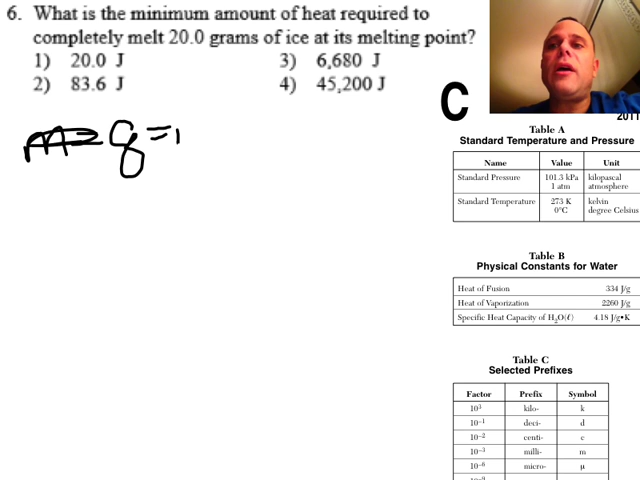 6. What is the minimum amount of heat required to
completely melt 20.0 grams of ice at its melting point?
1) 20.0 J 3) 6,680 J
2) 83.6 J 4) 45,200 J
q =
C
2011
Table A
Standard Temperature and Pressure
Name Value Unit
Standard Pressure 101.3 kPa kilopascal
1 atm atmosphere
Standard Temperature 273 K kelvin
0°C degree Celsius
Table B
Physical Constants for Water
Heat of Fusion 334 J/g
Heat of Vaporization 2260 J/g
Specific Heat Capacity of H₂O(ℓ) 4.18 J/g•K
Table C
Selected Prefixes
Factor Prefix Symbol
10³ kilo- k
10⁻¹ deci- d
10⁻² centi- c
10⁻³ milli- m
10⁻⁶ micro- μ